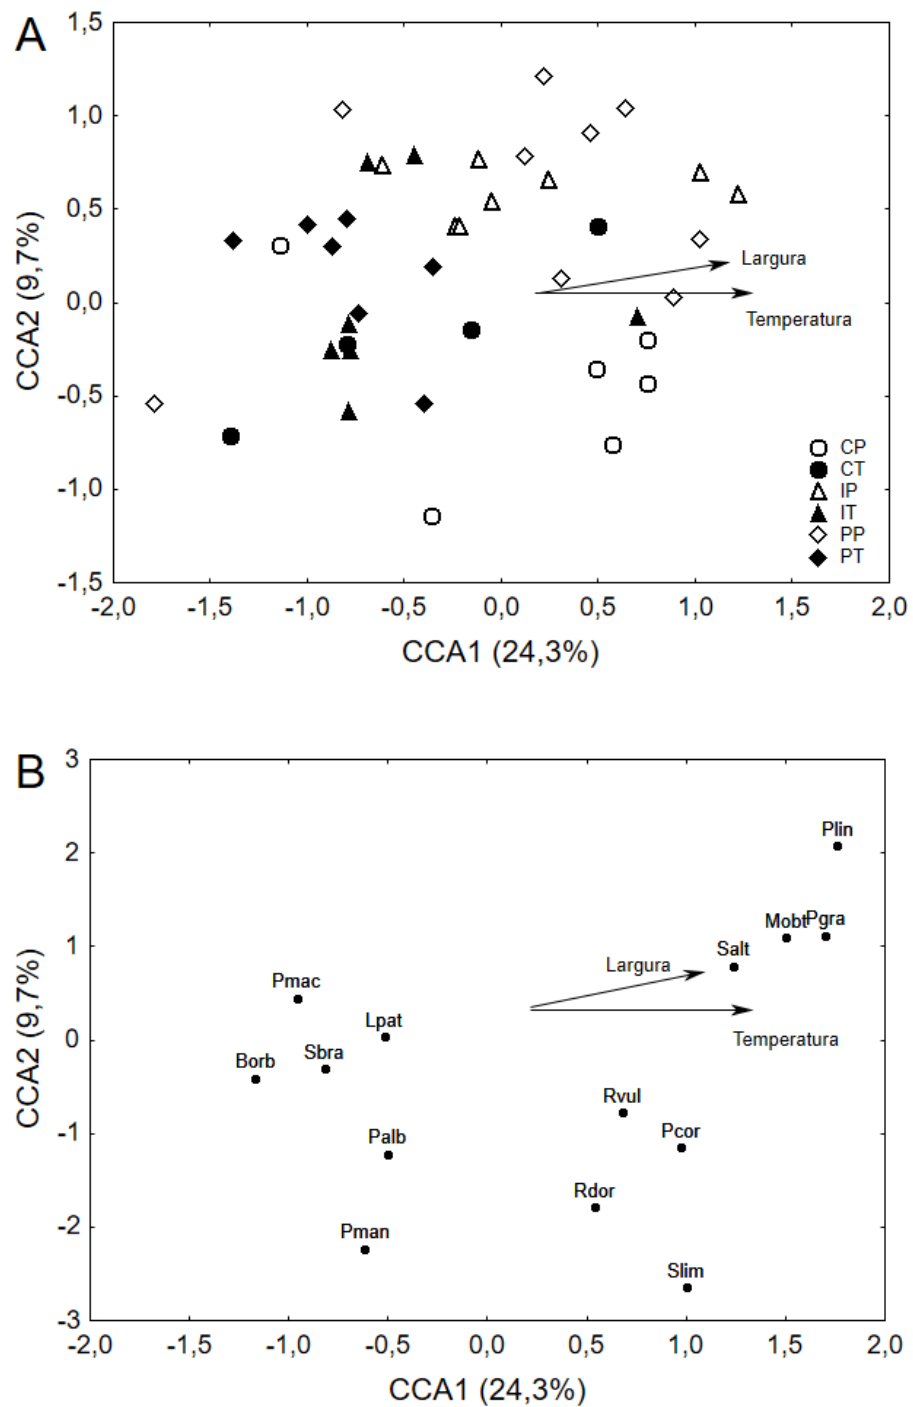 A
1,5
1,0
0,5
0,0
-0,5
-1,0
-1,5
CCA2 (9,7%)
Largura
Temperatura
CP
CT
IP
IT
PP
PT
-2,0 -1,5 -1,0 -0,5 0,0 0,5 1,0 1,5 2,0
CCA1 (24,3%)
B
3
2
1
0
-1
-2
-3
CCA2 (9,7%)
Plin
Mobt Pgra
Salt
Largura
Pmac
Lpat
Temperatura
Borb Sbra
Rvul
Palb Pcor
Rdor
Pman
Slim
-2,0 -1,5 -1,0 -0,5 0,0 0,5 1,0 1,5 2,0
CCA1 (24,3%)